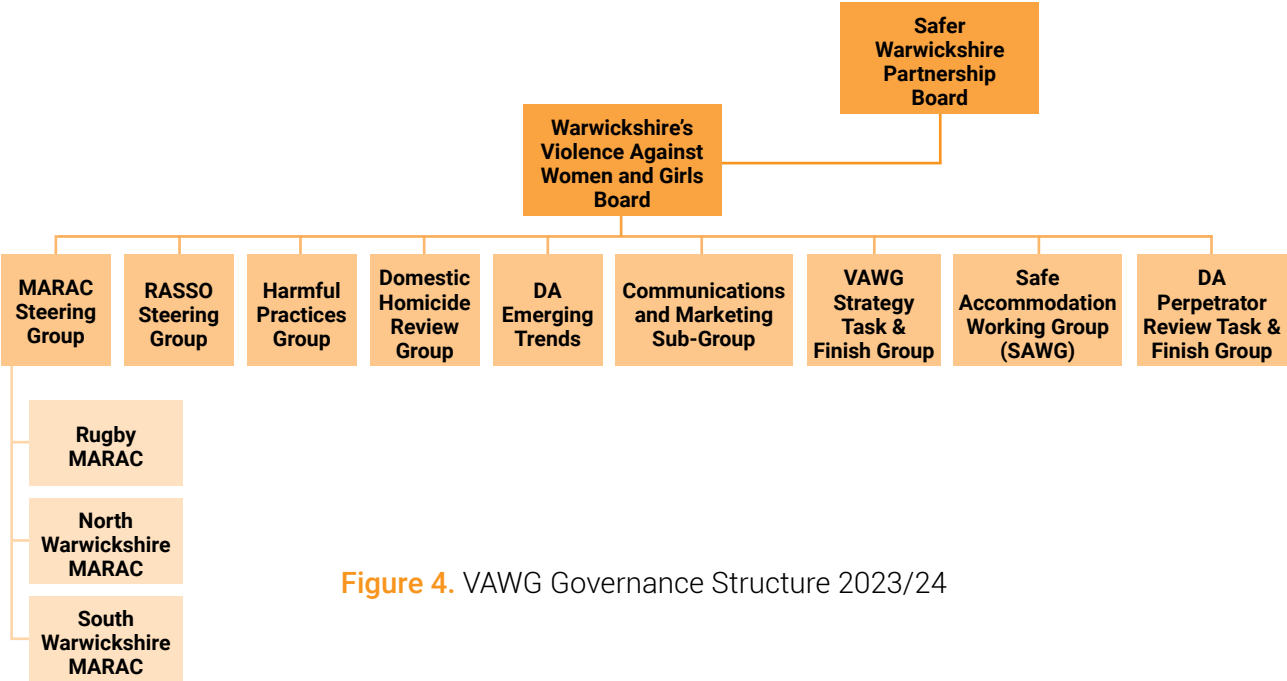 Safer
Warwickshire
Partnership
Board
Warwickshire’s
Violence Against
Women and Girls
Board
MARAC
Steering
Group
RASSO
Steering
Group
Harmful
Practices
Group
Domestic
Homicide
Review
Group
DA
Emerging
Trends
Communications
and Marketing
Sub-Group
VAWG
Strategy
Task &
Finish Group
Safe
Accommodation
Working Group
(SAWG)
DA
Perpetrator
Review Task &
Finish Group
Rugby
MARAC
North
Warwickshire
MARAC
South
Warwickshire
MARAC
Figure 4. VAWG Governance Structure 2023/24